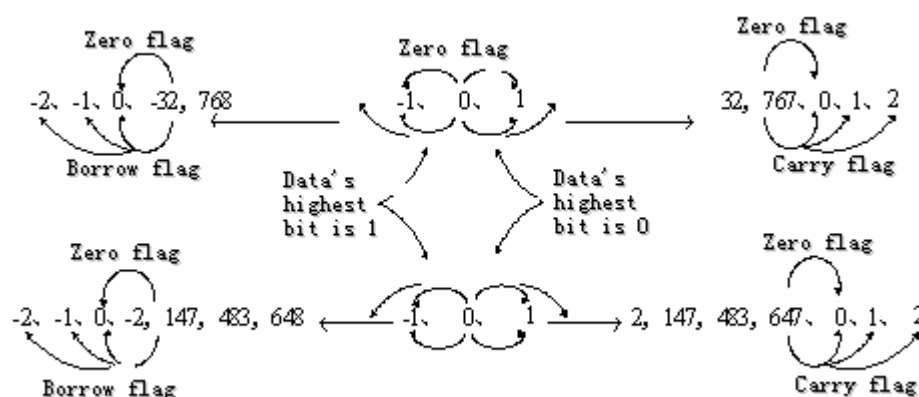 Zero flag
Zero flag
Zero flag
-2、-1、0、-32, 768
-1、 0、 1
32, 767、0、1、2
Borrow flag
Carry flag
Data's
highest
bit is 1
Data's
highest
bit is 0
Zero flag
Zero flag
-2、-1、0、-2, 147, 483, 648
-1、 0、 1
2, 147, 483, 647、0、1、2
Borrow flag
Carry flag